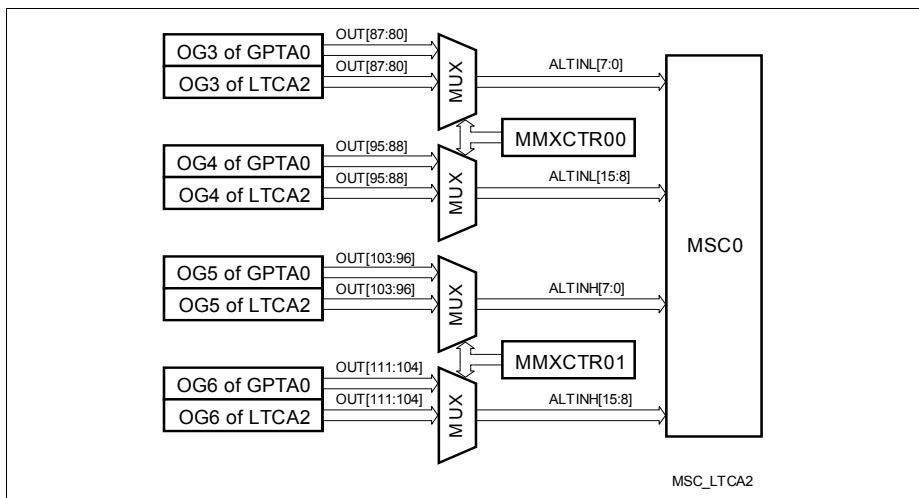 OG3 of GPTA0
OUT[87:80]
OG3 of LTCA2
OUT[87:80]
MUX
ALTINL[7:0]
MMXCTR00
OG4 of GPTA0
OUT[95:88]
OG4 of LTCA2
OUT[95:88]
MUX
ALTINL[15:8]
MSC0
OG5 of GPTA0
OUT[103:96]
OG5 of LTCA2
OUT[103:96]
MUX
ALTINH[7:0]
MMXCTR01
OG6 of GPTA0
OUT[111:104]
OG6 of LTCA2
OUT[111:104]
MUX
ALTINH[15:8]
MSC_LTCA2